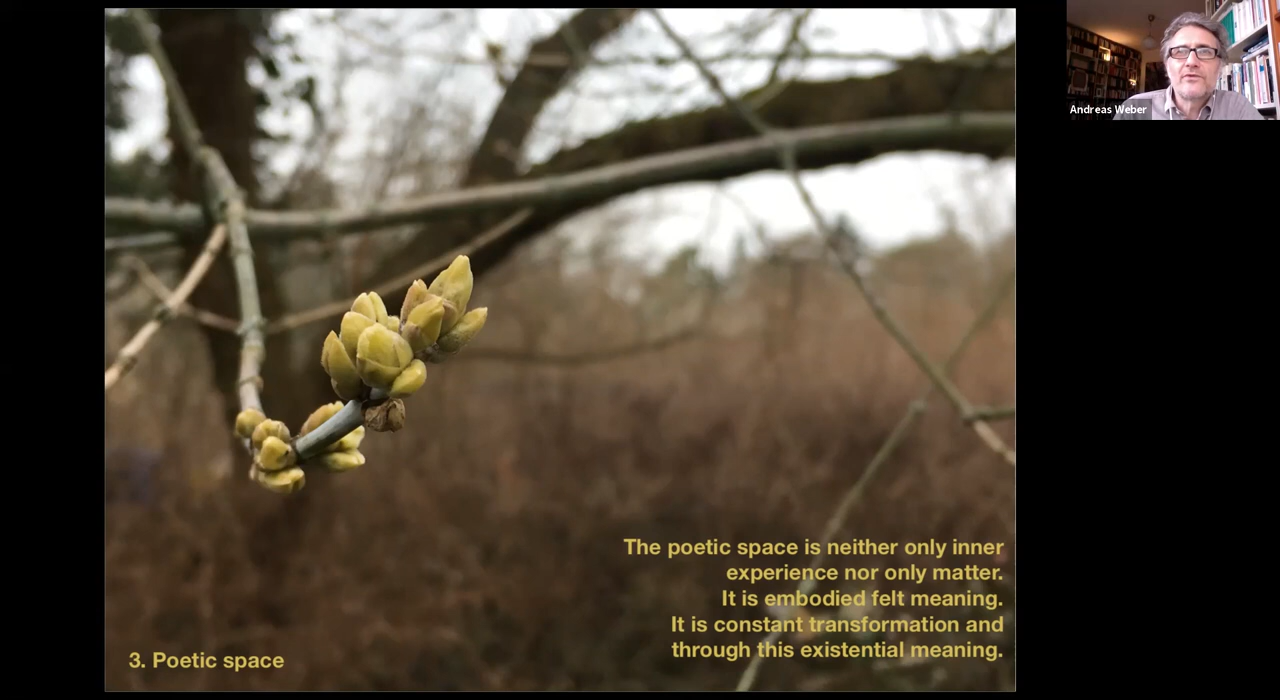 Andreas Weber
The poetic space is neither only inner
experience nor only matter.
It is embodied felt meaning.
It is constant transformation and
through this existential meaning.
3. Poetic space